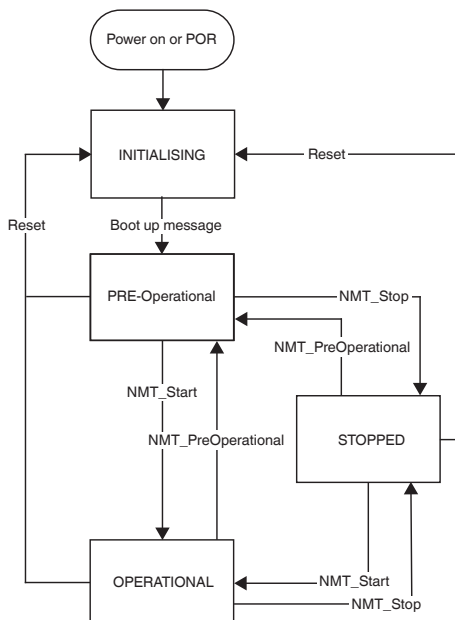 Power on or POR
INITIALISING
Reset
Reset
Boot up message
PRE-Operational
NMT_Stop
NMT_PreOperational
NMT_Start
NMT_PreOperational
STOPPED
OPERATIONAL
NMT_Start
NMT_Stop